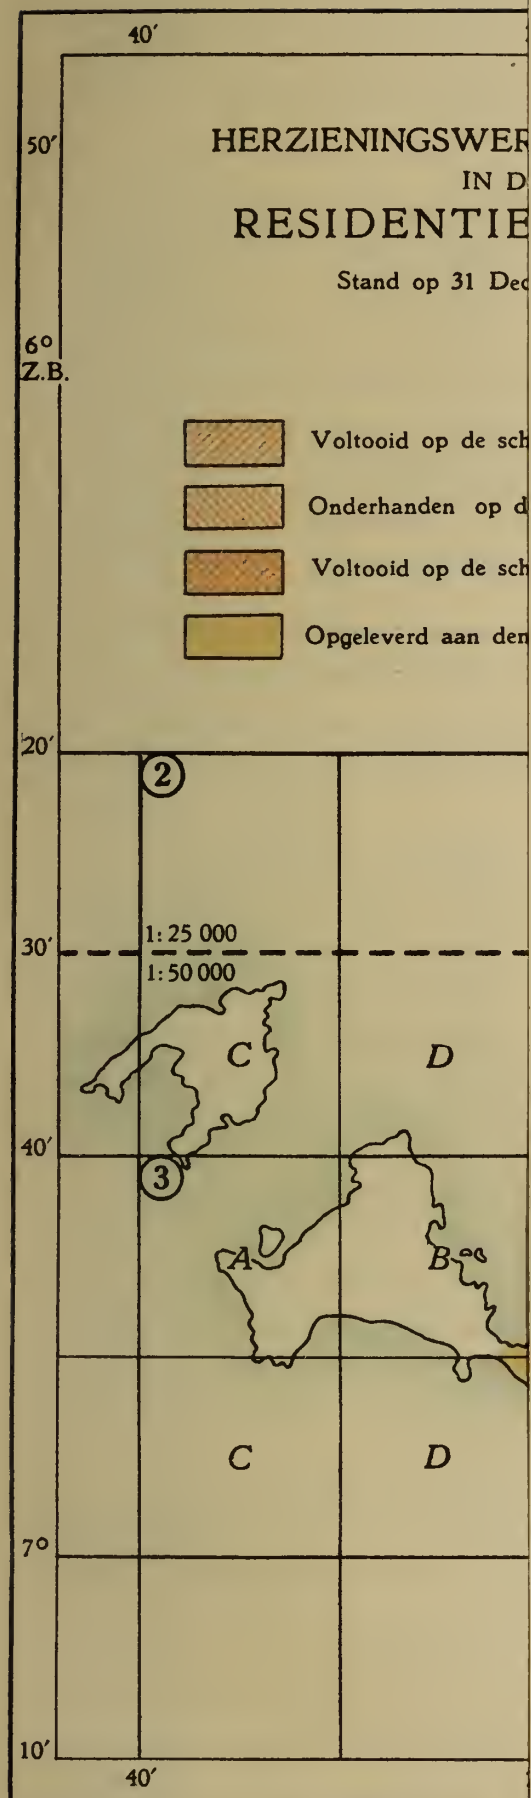 40′
50′
HERZIENINGSWER
IN D
RESIDENTIE
Stand op 31 Dec
6°
Z.B.
Voltooid op de sch
Onderhanden op d
Voltooid op de sch
Opgeleverd aan den
20′
2
1:25 000
30′
1:50 000
C D
40′
3
A B
C D
7°
10′
40′